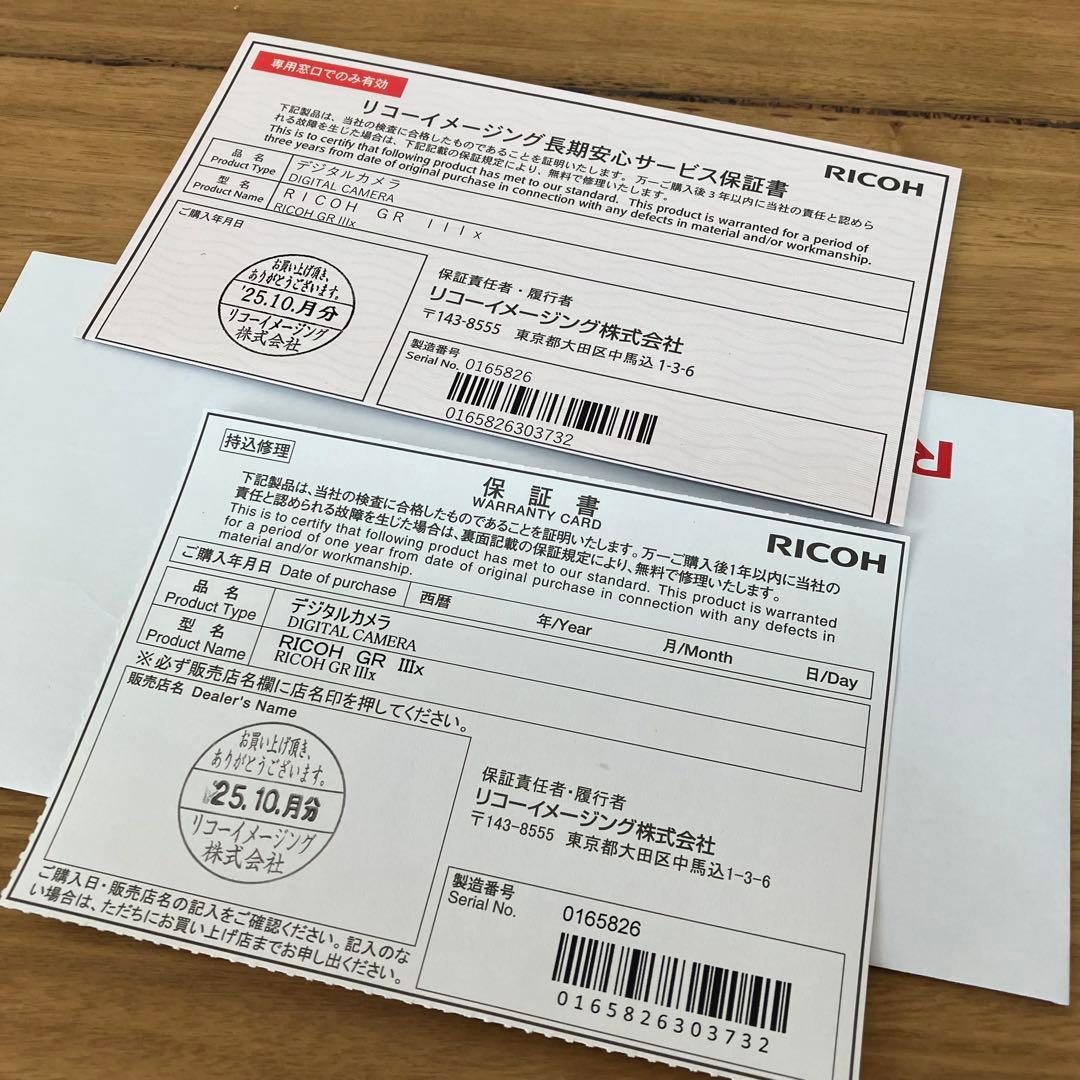 専用窓口でのみ有効
リコーイメージング長期安心サービス保証書
RICOH
下記製品は、当社の検査に合格したものであることを証明いたします。万一ご購入後3年以内に当社の責任と認めら
れる故障を生じた場合は、下記記載の保証規定により、無料で修理いたします。
This is to certify that following product has met to our standard. This product is warranted for a period of
three years from date of original purchase in connection with any defects in material and/or workmanship.
品 名
Product Type
デジタルカメラ
DIGITAL CAMERA
型 名
Product Name
RICOH GR IIIx
RICOH GR IIIx
ご購入年月日
お買い上げ頂き、
ありがとうございます。
'25.10.月分
リコーイメージング
株式会社
保証責任者・履行者
リコーイメージング株式会社
〒143-8555 東京都大田区中馬込1-3-6
製造番号
Serial No. 0165826
0165826303732
持込修理
保証書
WARRANTY CARD
RICOH
下記製品は、当社の検査に合格したものであることを証明いたします。万一ご購入後1年以内に当社の
責任と認められる故障を生じた場合は、裏面記載の保証規定により、無料で修理いたします。
This is to certify that following product has met to our standard. This product is warranted
for a period of one year from date of original purchase in connection with any defects in
material and/or workmanship.
ご購入年月日 Date of purchase 西暦 年/Year 月/Month 日/Day
品 名
Product Type
デジタルカメラ
DIGITAL CAMERA
型 名
Product Name
RICOH GR IIIx
RICOH GR IIIx
※必ず販売店名欄に店名印を押してください。
販売店名 Dealer's Name
お買い上げ頂き、
ありがとうございます。
'25.10.月分
リコーイメージング
株式会社
保証責任者・履行者
リコーイメージング株式会社
〒143-8555 東京都大田区中馬込1-3-6
製造番号
Serial No.
0165826
0165826303732
ご購入日・販売店名の記入をご確認ください。記入のな
い場合は、ただちにお買い上げ店までお申し出ください。